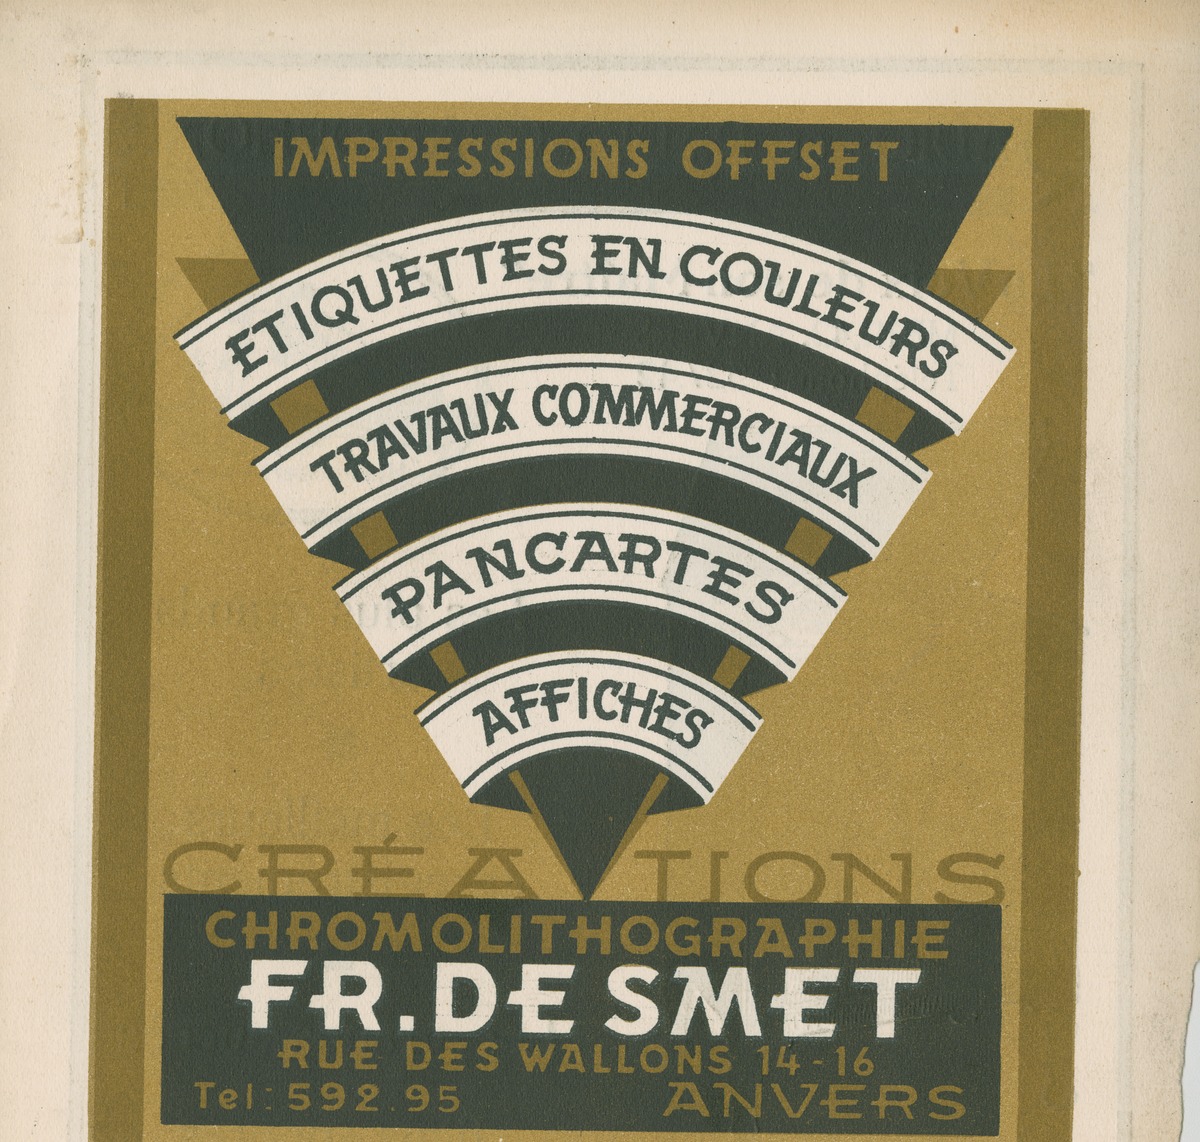 IMPRESSIONS OFFSET
ETIQUETTES EN COULEURS
TRAVAUX COMMERCIAUX
PANCARTES
AFFICHES
CRÉATIONS
CHROMOLITHOGRAPHIE
FR. DE SMET
RUE DES WALLONS 14-16
Tel: 592.95 ANVERS